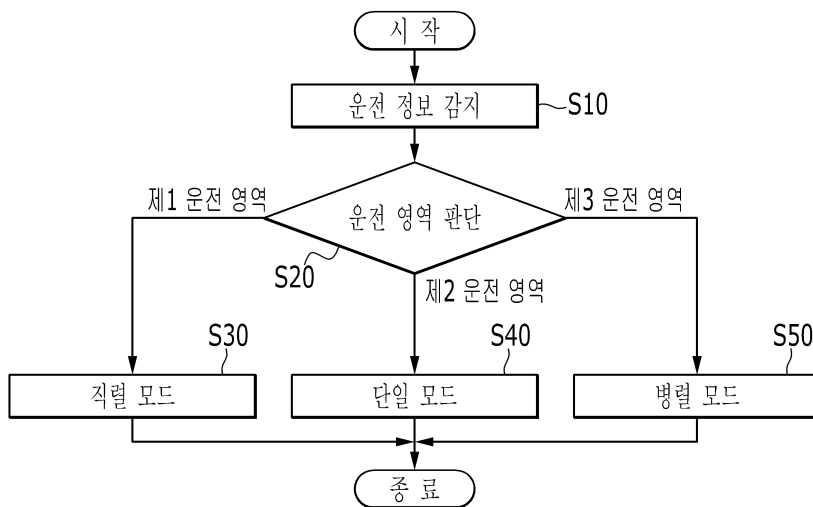 시 작
운전 정보 감지
S10
제1 운전 영역
운전 영역 판단
제3 운전 영역
S20
제2 운전 영역
S30
S40
S50
직렬 모드
단일 모드
병렬 모드
종 료